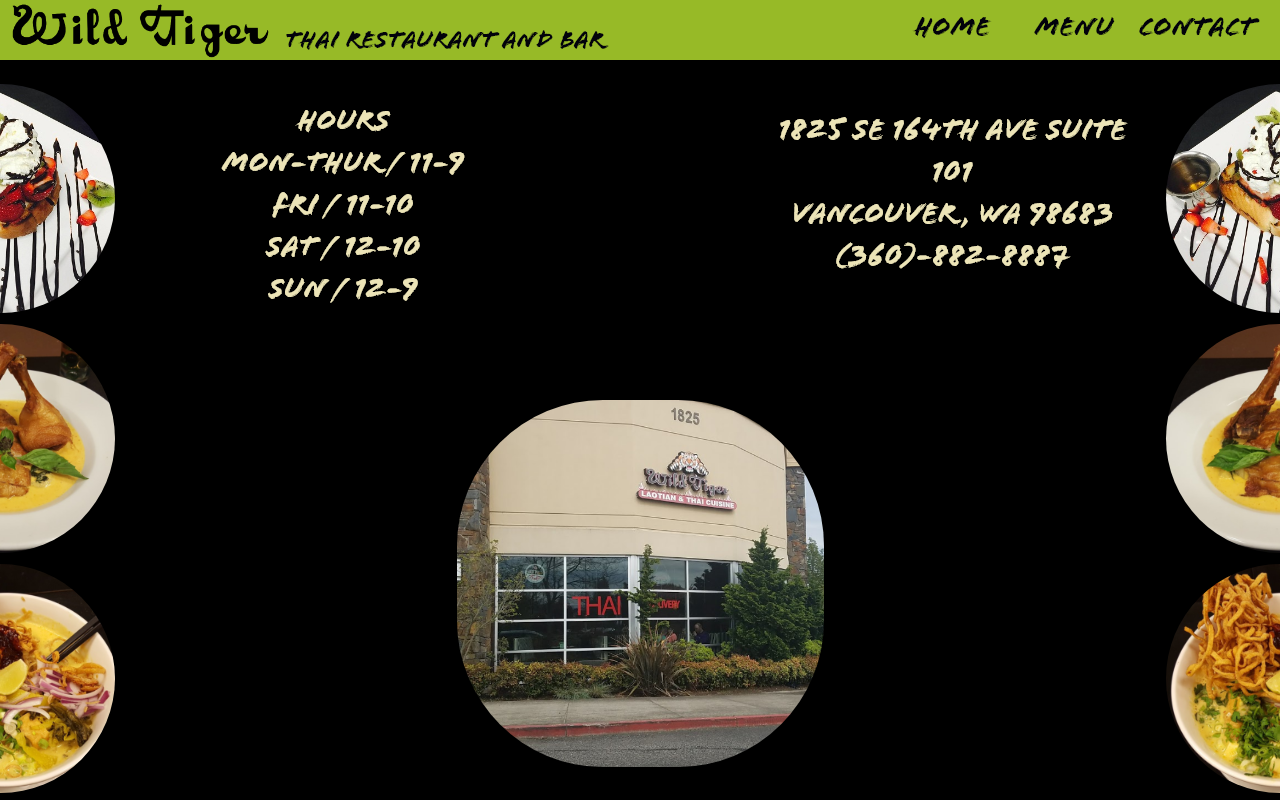 Wild Tiger THAI RESTAURANT AND BAR
HOME MENU CONTACT
HOURS
MON-THUR/ 11-9
FRI / 11-10
SAT / 12-10
SUN / 12-9
1825 SE 164TH AVE SUITE
101
VANCOUVER, WA 98683
(360)-882-8887
1825
Wild Tiger
LAOTIAN & THAI CUISINE
THAI